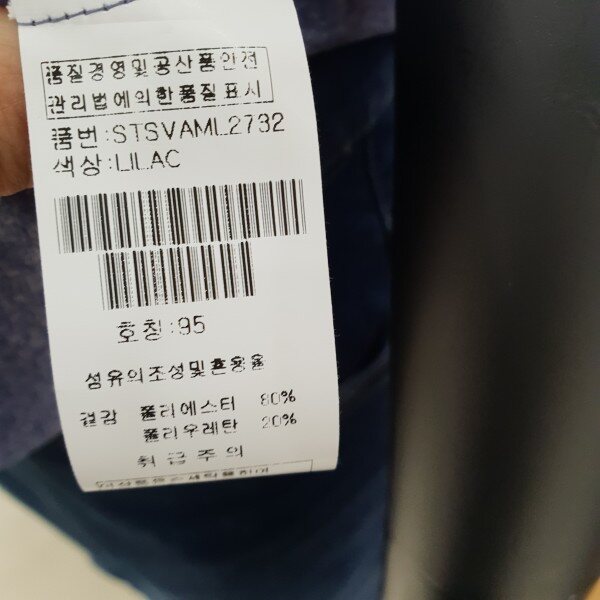 품질경영및공산품안전
관리법에의한품질표시
품번:STSVAML2732
색상:LILAC
호칭:95
섬유의조성및혼용율
겉감 폴리에스터 80%
폴리우레탄 20%
취급주의